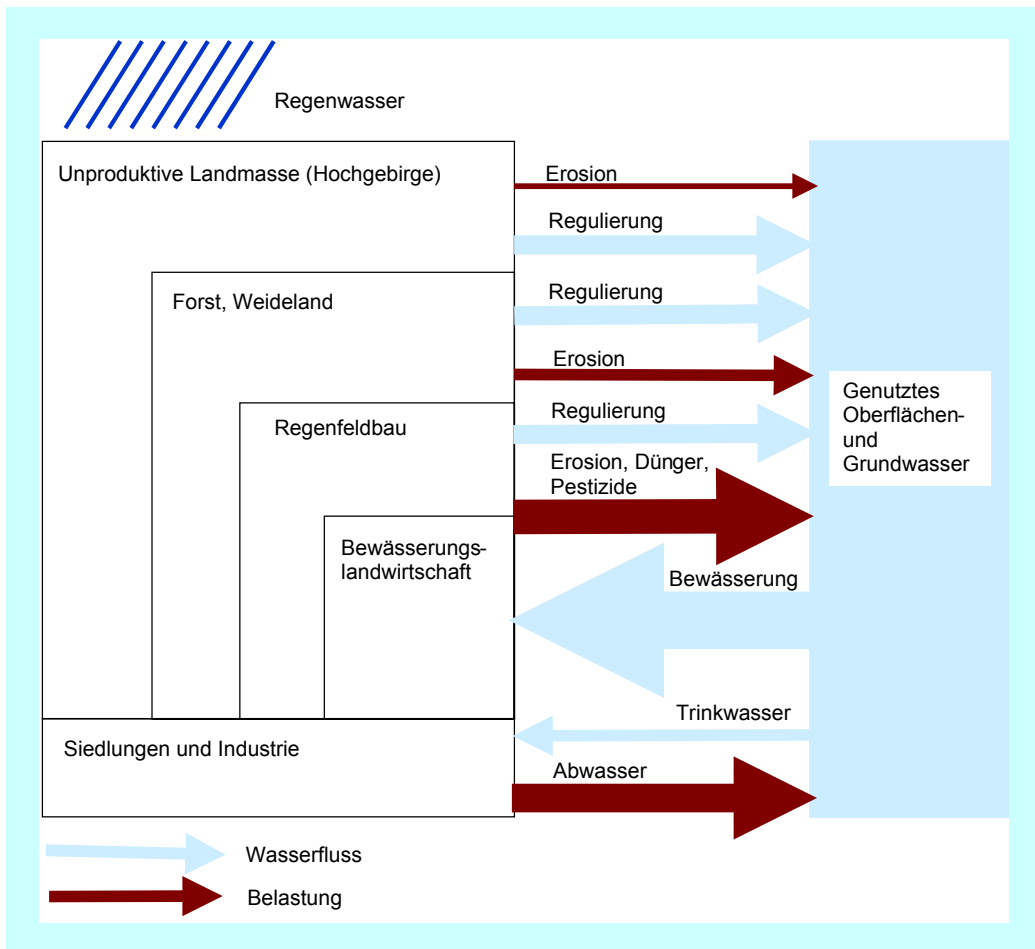 Regenwasser
Unproduktive Landmasse (Hochgebirge)
Erosion
Regulierung
Forst, Weideland
Regulierung
Erosion
Regenfeldbau
Regulierung
Erosion, Dünger,
Pestizide
Genutztes
Oberflächen-
und
Grundwasser
Bewässerungs-
landwirtschaft
Bewässerung
Trinkwasser
Siedlungen und Industrie
Abwasser
Wasserfluss
Belastung